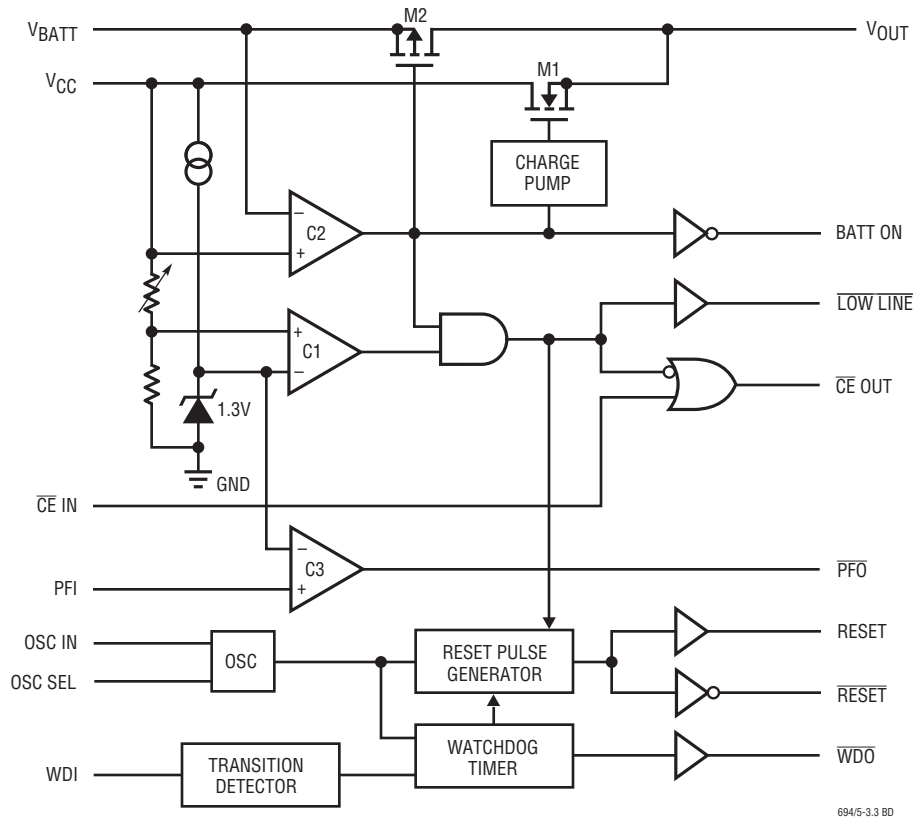 M2
VBATT
VOUT
VCC
M1
CHARGE
PUMP
−
C2
+
BATT ON
LOW LINE
+
C1
−
CE OUT
1.3V
GND
CE IN
−
C3
+
PFI
PFO
OSC IN
OSC
OSC SEL
RESET PULSE
GENERATOR
RESET
RESET
WDI
TRANSITION
DETECTOR
WATCHDOG
TIMER
WDO
694/5-3.3 BD